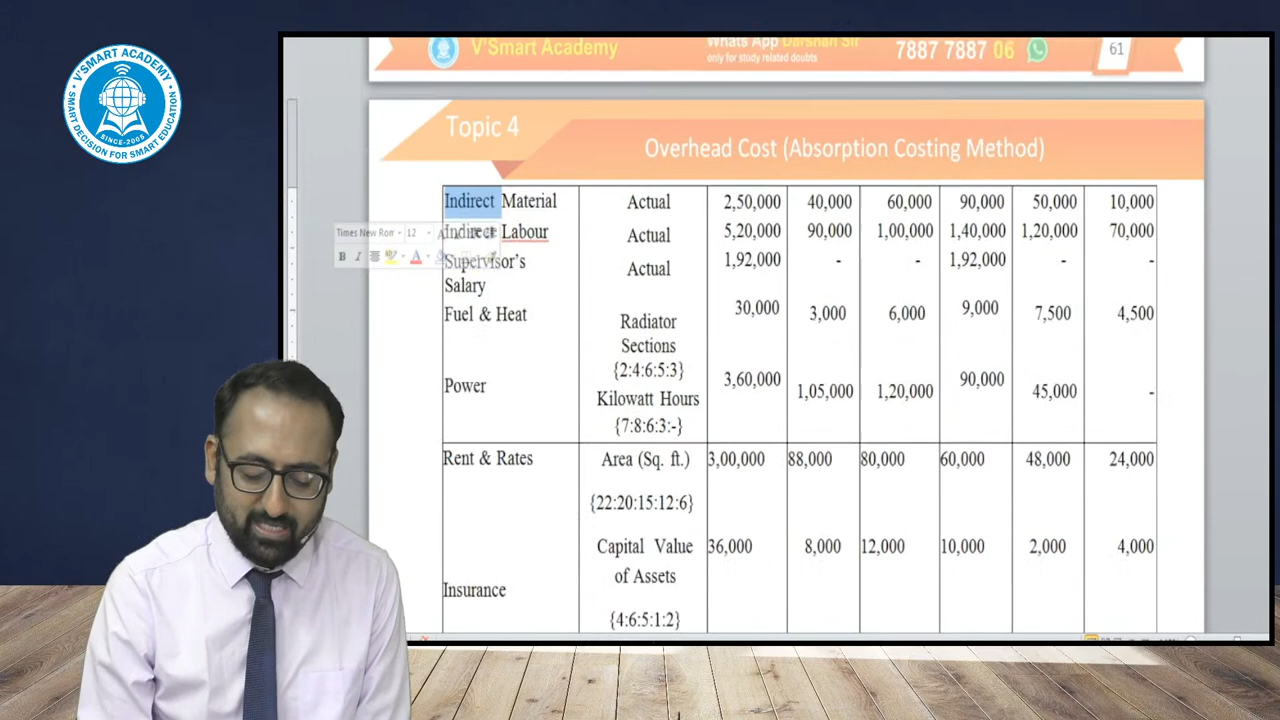 V'SMART ACADEMY
SMART DECISION FOR SMART EDUCATION
SINCE-2005
V'Smart Academy
Whats App Darshan Sir
only for study related doubts
7887 7887 06
61
Topic 4
Overhead Cost (Absorption Costing Method)
Indirect Material Actual 2,50,000 40,000 60,000 90,000 50,000 10,000
Times New Ron 12
Indirect Labour Actual 5,20,000 90,000 1,00,000 1,40,000 1,20,000 70,000
B I
Supervisor's Salary Actual 1,92,000 - - 1,92,000 - -
Fuel & Heat Radiator Sections {2:4:6:5:3} 30,000 3,000 6,000 9,000 7,500 4,500
Power Kilowatt Hours {7:8:6:3:-} 3,60,000 1,05,000 1,20,000 90,000 45,000 -
Rent & Rates Area (Sq. ft.) {22:20:15:12:6} 3,00,000 88,000 80,000 60,000 48,000 24,000
Insurance Capital Value of Assets {4:6:5:1:2} 36,000 8,000 12,000 10,000 2,000 4,000